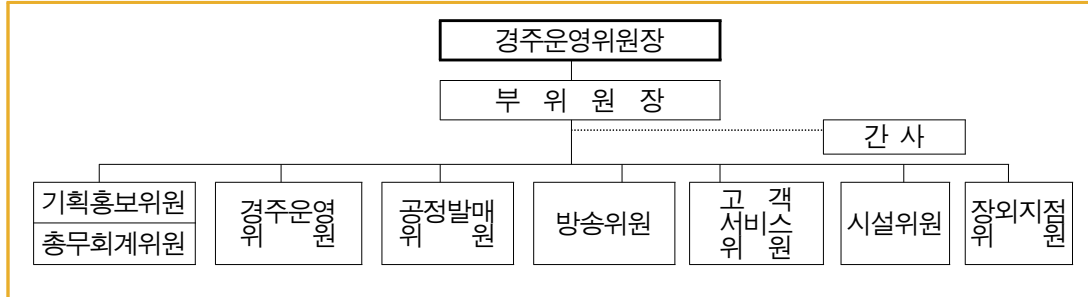 경주운영위원장
부 위 원 장
간 사
기획홍보위원
총무회계위원
경주운영
위 원
공정발매
위 원
방송위원
고 객
서비스
위 원
시설위원
장외지점
위 원